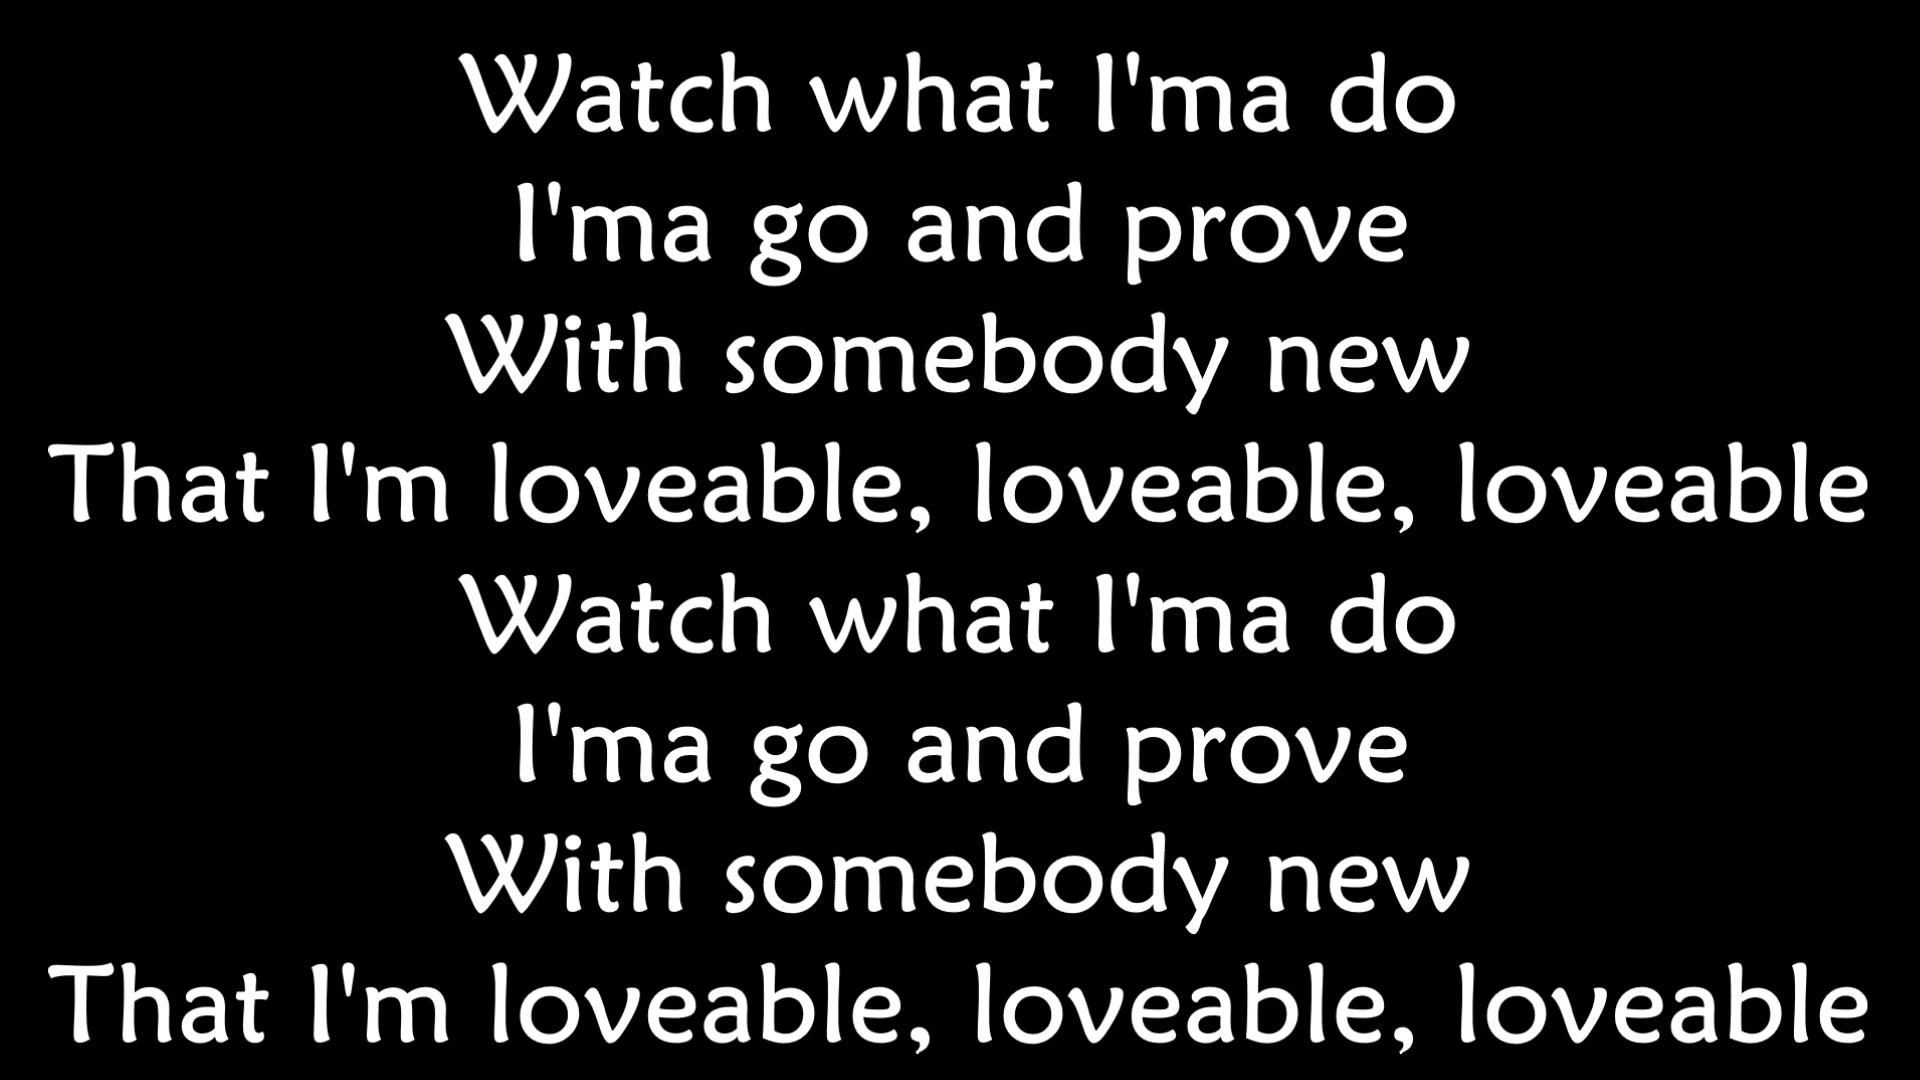 Watch what I'ma do
I'ma go and prove
With somebody new
That I'm loveable, loveable, loveable
Watch what I'ma do
I'ma go and prove
With somebody new
That I'm loveable, loveable, loveable